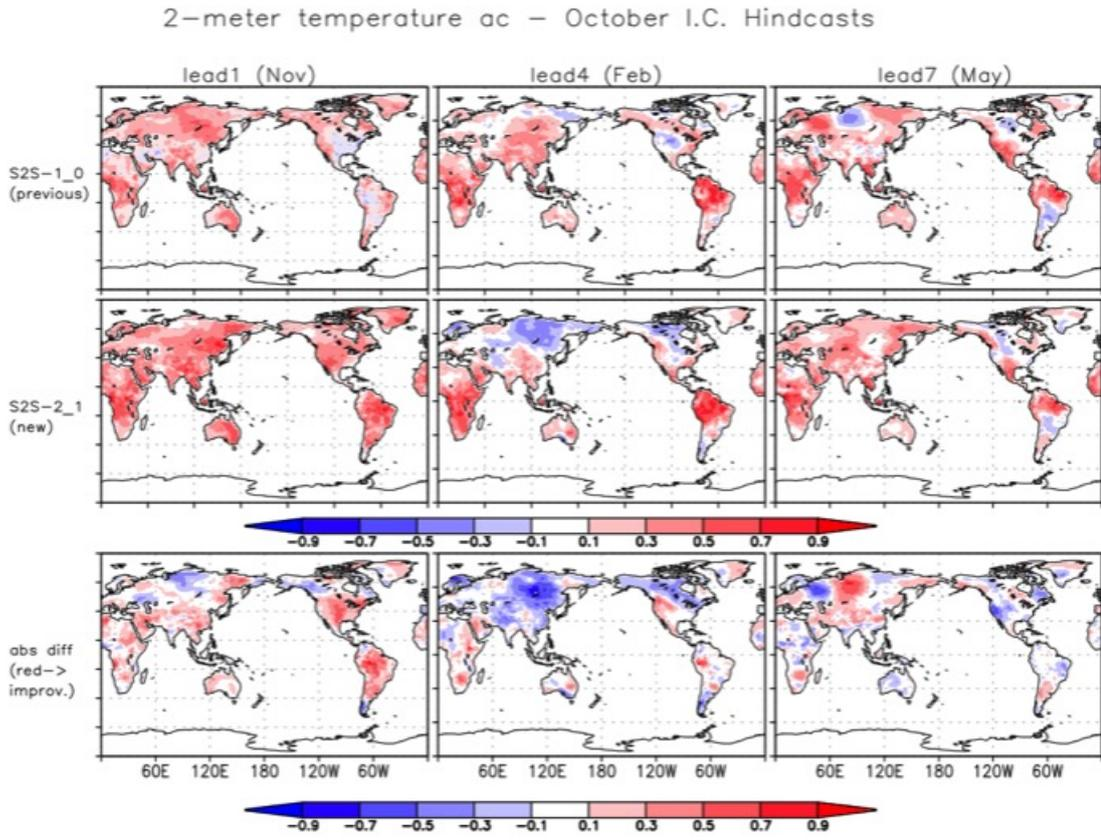 2-meter temperature ac - October I.C. Hindcasts
lead1 (Nov) lead4 (Feb) lead7 (May)
S2S-1_0
(previous)
S2S-2_1
(new)
-0.9 -0.7 -0.5 -0.3 -0.1 0.1 0.3 0.5 0.7 0.9
abs diff
(red->
improv.)
60E 120E 180 120W 60W 60E 120E 180 120W 60W 60E 120E 180 120W 60W
-0.9 -0.7 -0.5 -0.3 -0.1 0.1 0.3 0.5 0.7 0.9